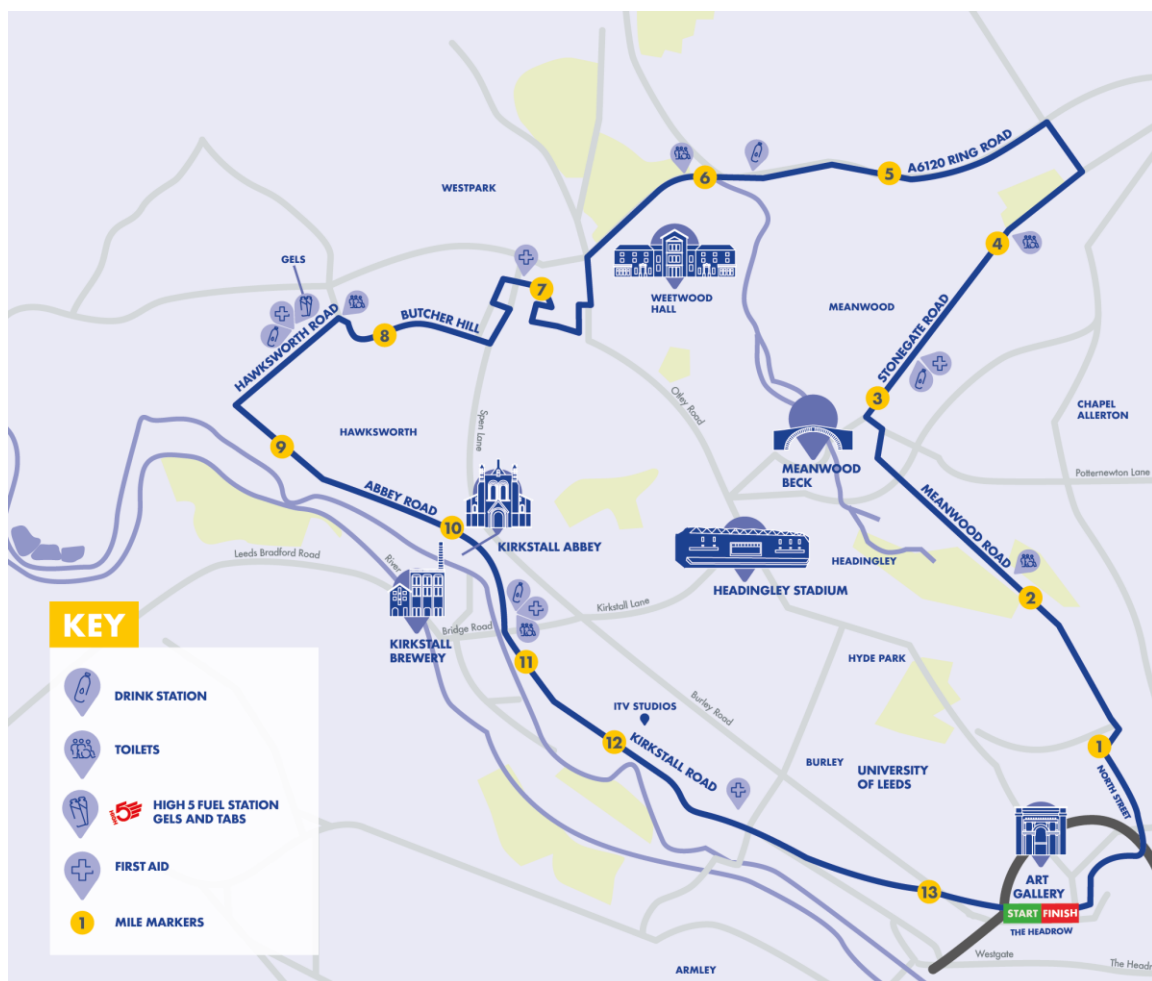 WESTPARK
6
5
A6120 RING ROAD
4
WEETWOOD
HALL
MEANWOOD
STONEGATE ROAD
GELS
7
HAWKSWORTH ROAD
8
BUTCHER HILL
3
CHAPEL
ALLERTON
Otley Road
Spen Lane
HAWKSWORTH
9
MEANWOOD
BECK
Potternewton Lane
ABBEY ROAD
10
KIRKSTALL ABBEY
MEANWOOD ROAD
Leeds Bradford Road
River
HEADINGLEY STADIUM
HEADINGLEY
2
Kirkstall Lane
Bridge Road
KIRKSTALL
BREWERY
11
HYDE PARK
Burley Road
ITV STUDIOS
12
KIRKSTALL ROAD
BURLEY
UNIVERSITY
OF LEEDS
1
NORTH STREET
13
ART
GALLERY
START
FINISH
THE HEADROW
Westgate
The Headr
ARMLEY
KEY
DRINK STATION
TOILETS
HIGH5
HIGH 5 FUEL STATION
GELS AND TABS
FIRST AID
1
MILE MARKERS